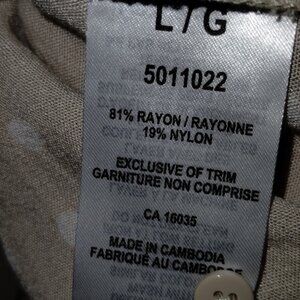 L/G
5011022
81% RAYON / RAYONNE
19% NYLON
EXCLUSIVE OF TRIM
GARNITURE NON COMPRISE
CA 16035
MADE IN CAMBODIA
FABRIQUÉ AU CAMBODGE